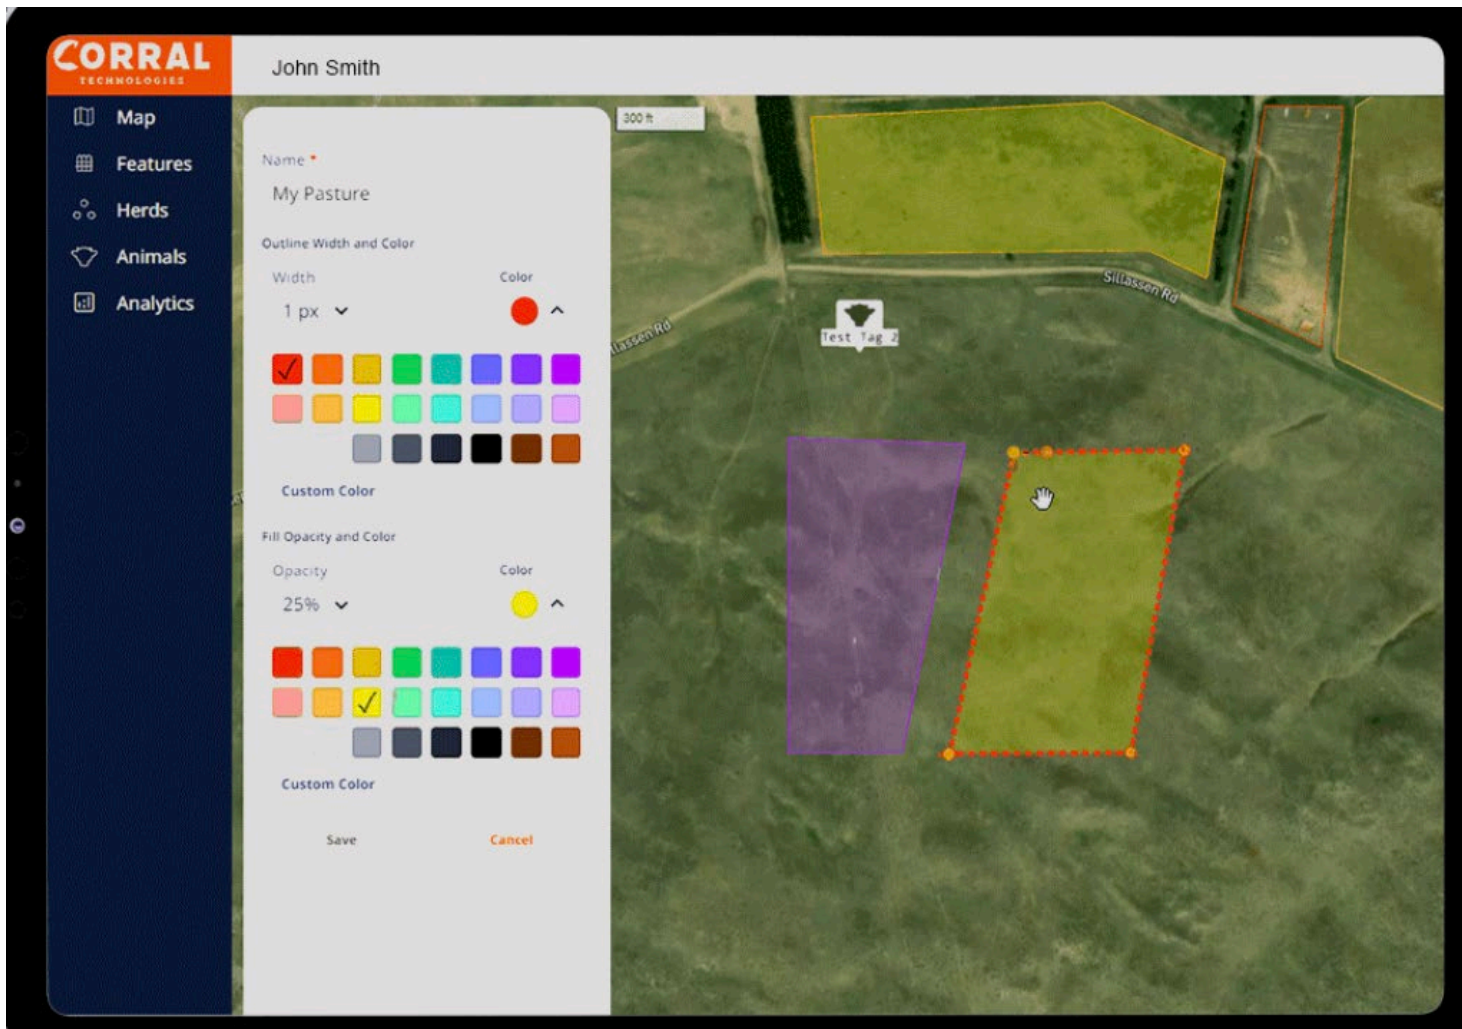 CORRAL
TECHNOLOGIES
John Smith
Map
Features
Herds
Animals
Analytics
Name *
My Pasture
Outline Width and Color
Width
Color
1 px
Custom Color
Fill Opacity and Color
Opacity
Color
25%
Custom Color
Save
Cancel
300 ft
Sillassen Rd
llassen Rd
Test Tag 2